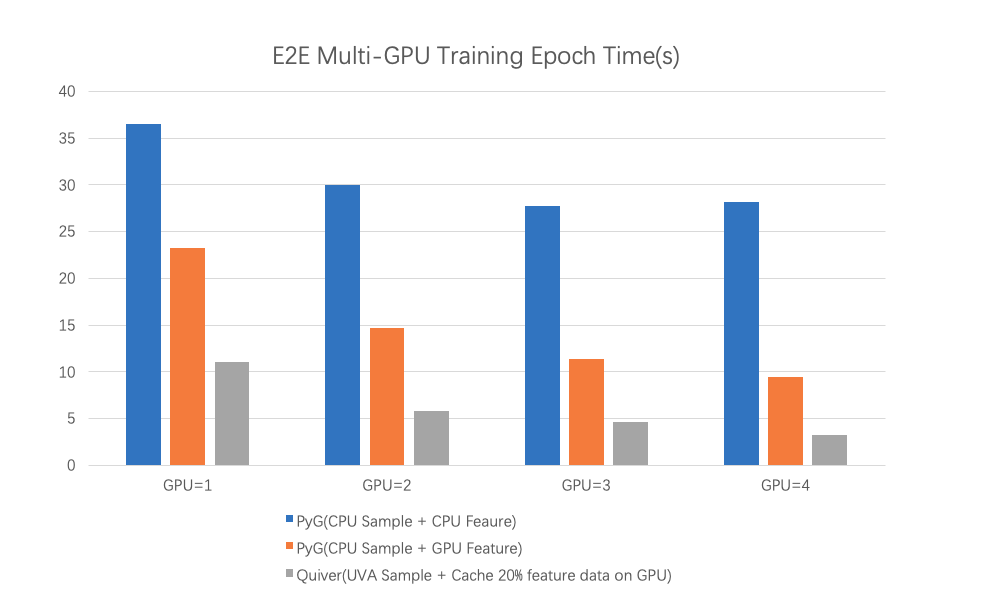 E2E Multi-GPU Training Epoch Time(s)
40
35
30
25
20
15
10
5
0
GPU=1 GPU=2 GPU=3 GPU=4
PyG(CPU Sample + CPU Feaure)
PyG(CPU Sample + GPU Feature)
Quiver(UVA Sample + Cache 20% feature data on GPU)